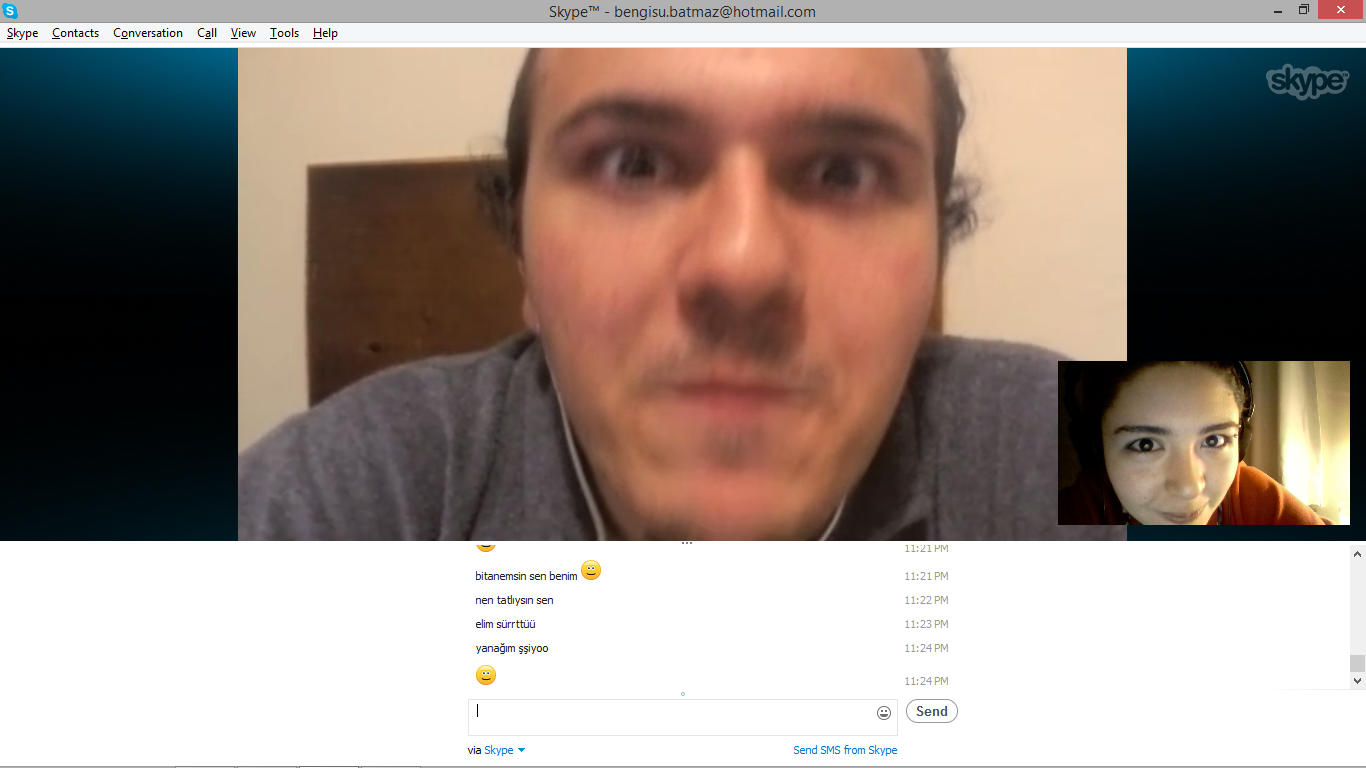 Skype™ - bengisu.batmaz@hotmail.com
Skype Contacts Conversation Call View Tools Help
skype
11:21 PM
bitanemsin sen benim 11:21 PM
nen tatlıysın sen 11:22 PM
elim sürrttüü 11:23 PM
yanağım şşiyoo 11:24 PM
11:24 PM
Send
via Skype Send SMS from Skype